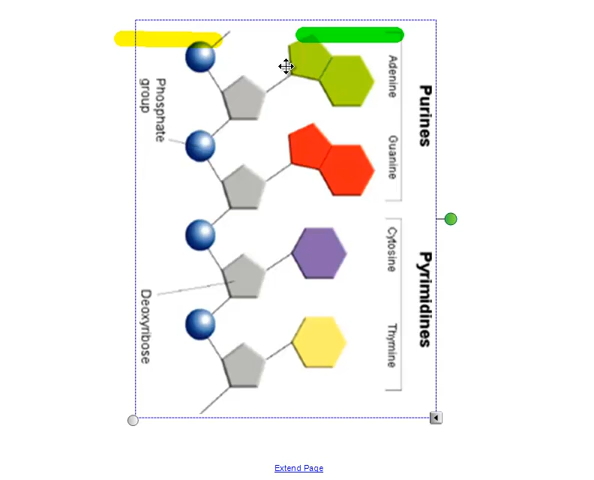 Purines
Adenine
Guanine
Pyrimidines
Cytosine
Thymine
Phosphate
group
Deoxyribose
Extend Page